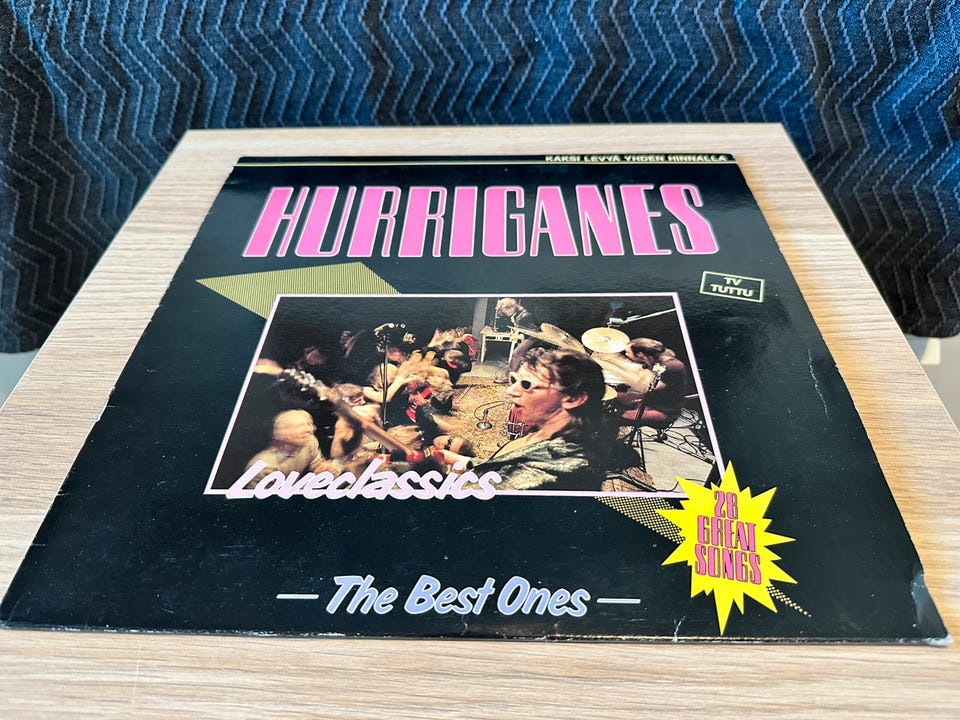 KAKSI LEVYÄ YHDEN HINNALLA
HURRIGANES
TV
TUTTU
Loveclassics
28
GREAT
SONGS
— The Best Ones —